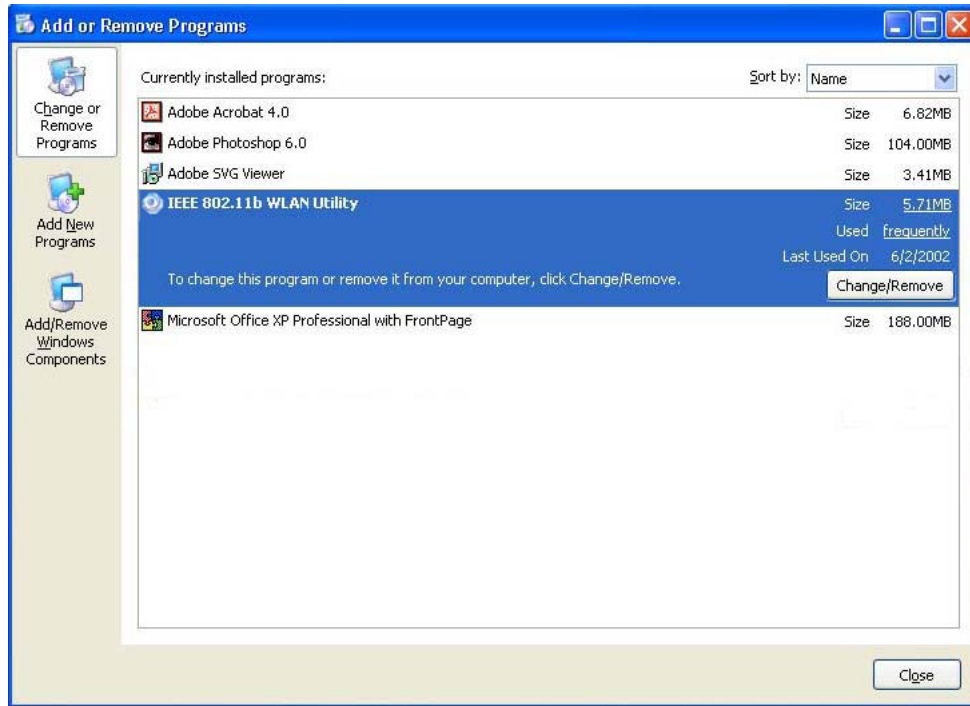 Add or Remove Programs
Change or
Remove
Programs
Add New
Programs
Add/Remove
Windows
Components
Currently installed programs:
Sort by: Name
Adobe Acrobat 4.0 Size 6.82MB
Adobe Photoshop 6.0 Size 104.00MB
Adobe SVG Viewer Size 3.41MB
IEEE 802.11b WLAN Utility Size 5.71MB
Used frequently
Last Used On 6/2/2002
To change this program or remove it from your computer, click Change/Remove. Change/Remove
Microsoft Office XP Professional with FrontPage Size 188.00MB
Close